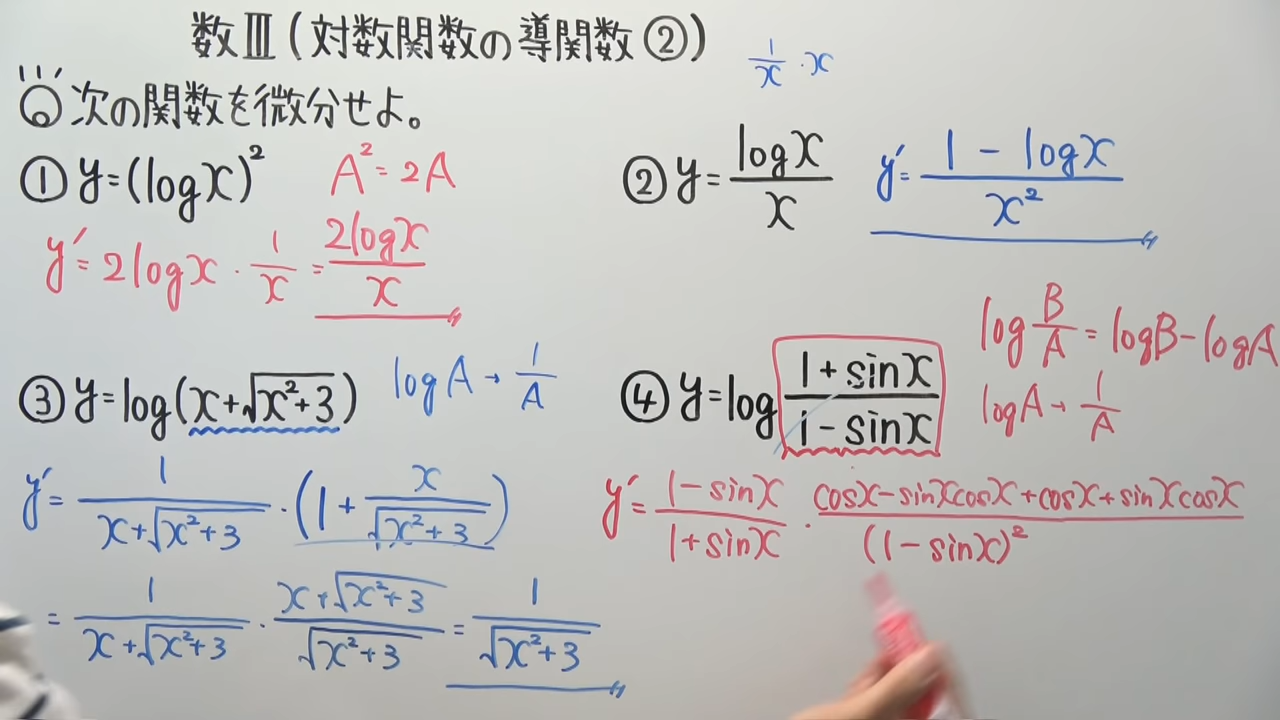 数Ⅲ(対数関数の導関数②)
1/x・x
Q 次の関数を微分せよ。
① y=(logx)²
A²=2A
y'=2logx・1/x=2logx/x
② y=logx/x
y'=(1-logx)/x²
③ y=log(x+√(x²+3))
logA→1/A
y'=1/(x+√(x²+3))・(1+x/√(x²+3))
=1/(x+√(x²+3))・(x+√(x²+3))/√(x²+3)=1/√(x²+3)
④ y=log (1+sinx)/(1-sinx)
log B/A=logB-logA
logA→1/A
y'=(1-sinx)/(1+sinx)・(cosx-sinxcosx+cosx+sinxcosx)/(1-sinx)²